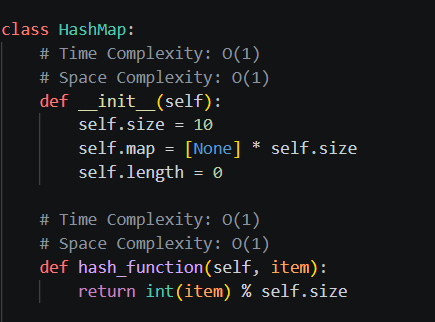 class HashMap:
    # Time Complexity: O(1)
    # Space Complexity: O(1)
    def __init__(self):
        self.size = 10
        self.map = [None] * self.size
        self.length = 0

    # Time Complexity: O(1)
    # Space Complexity: O(1)
    def hash_function(self, item):
        return int(item) % self.size